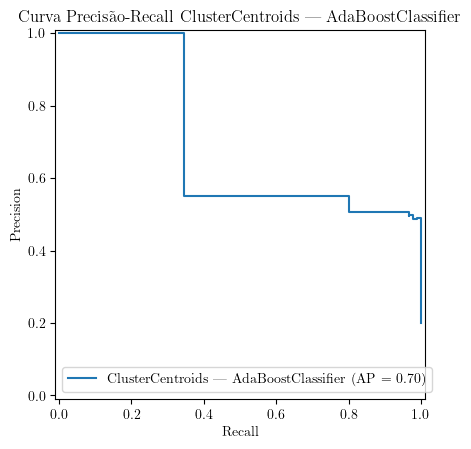 Curva Precisão-Recall ClusterCentroids — AdaBoostClassifier
1.0
0.8
0.6
0.4
0.2
0.0
Precision
ClusterCentroids — AdaBoostClassifier (AP = 0.70)
0.0 0.2 0.4 0.6 0.8 1.0
Recall